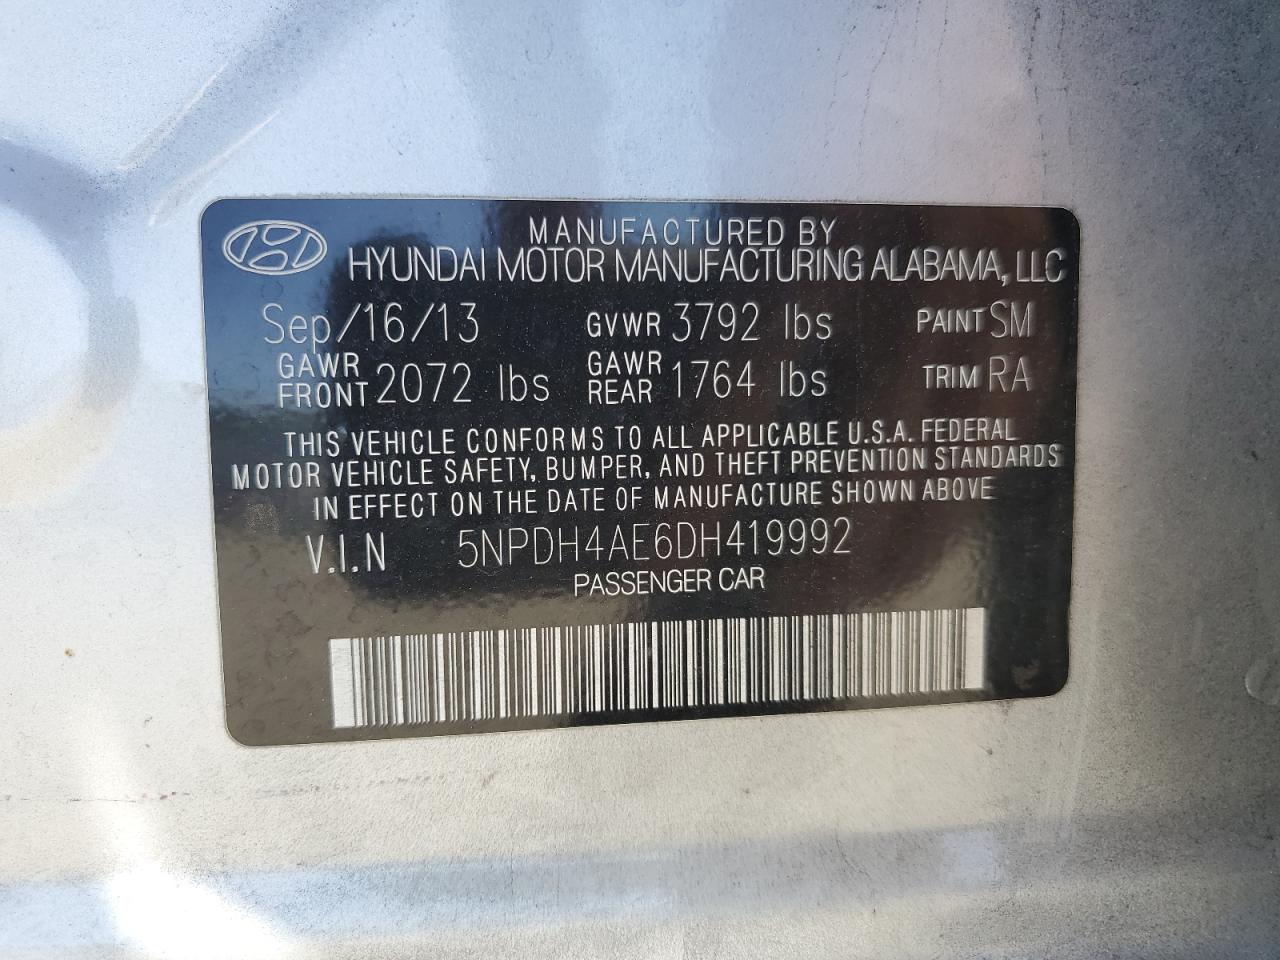 MANUFACTURED BY
HYUNDAI MOTOR MANUFACTURING ALABAMA, LLC
Sep/16/13 GVWR 3792 lbs PAINT SM
GAWR FRONT 2072 lbs GAWR REAR 1764 lbs TRIM RA
THIS VEHICLE CONFORMS TO ALL APPLICABLE U.S.A. FEDERAL
MOTOR VEHICLE SAFETY, BUMPER, AND THEFT PREVENTION STANDARDS
IN EFFECT ON THE DATE OF MANUFACTURE SHOWN ABOVE
V.I.N 5NPDH4AE6DH419992
PASSENGER CAR